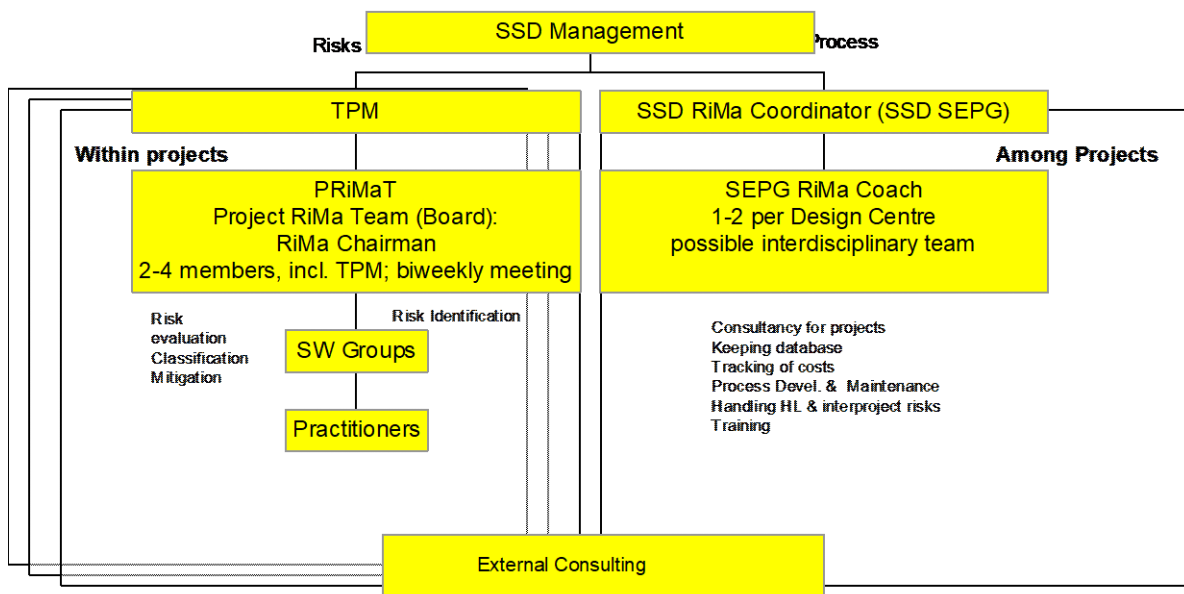 SSD Management
Risks
Process
TPM
SSD RiMa Coordinator (SSD SEPG)
Within projects
Among Projects
PRiMaT
Project RiMa Team (Board):
RiMa Chairman
2-4 members, incl. TPM; biweekly meeting
SEPG RiMa Coach
1-2 per Design Centre
possible interdisciplinary team
Risk
evaluation
Classification
Mitigation
Risk Identification
SW Groups
Practitioners
Consultancy for projects
Keeping database
Tracking of costs
Process Devel. & Maintenance
Handling HL & interproject risks
Training
External Consulting